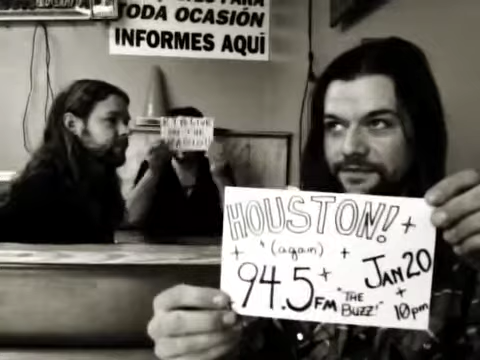 TODA OCASIÓN
INFORMES AQUÍ
HOUSTON!
"(again)
94.5 FM
"THE BUZZ!"
JAN 20
10pm